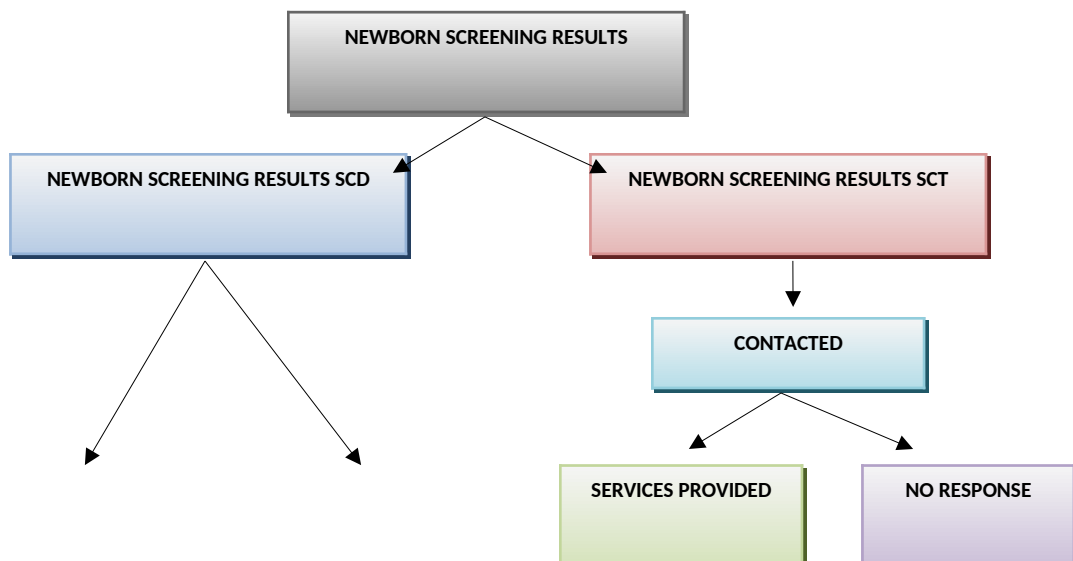 NEWBORN SCREENING RESULTS
NEWBORN SCREENING RESULTS SCD
NEWBORN SCREENING RESULTS SCT
CONTACTED
SERVICES PROVIDED
NO RESPONSE